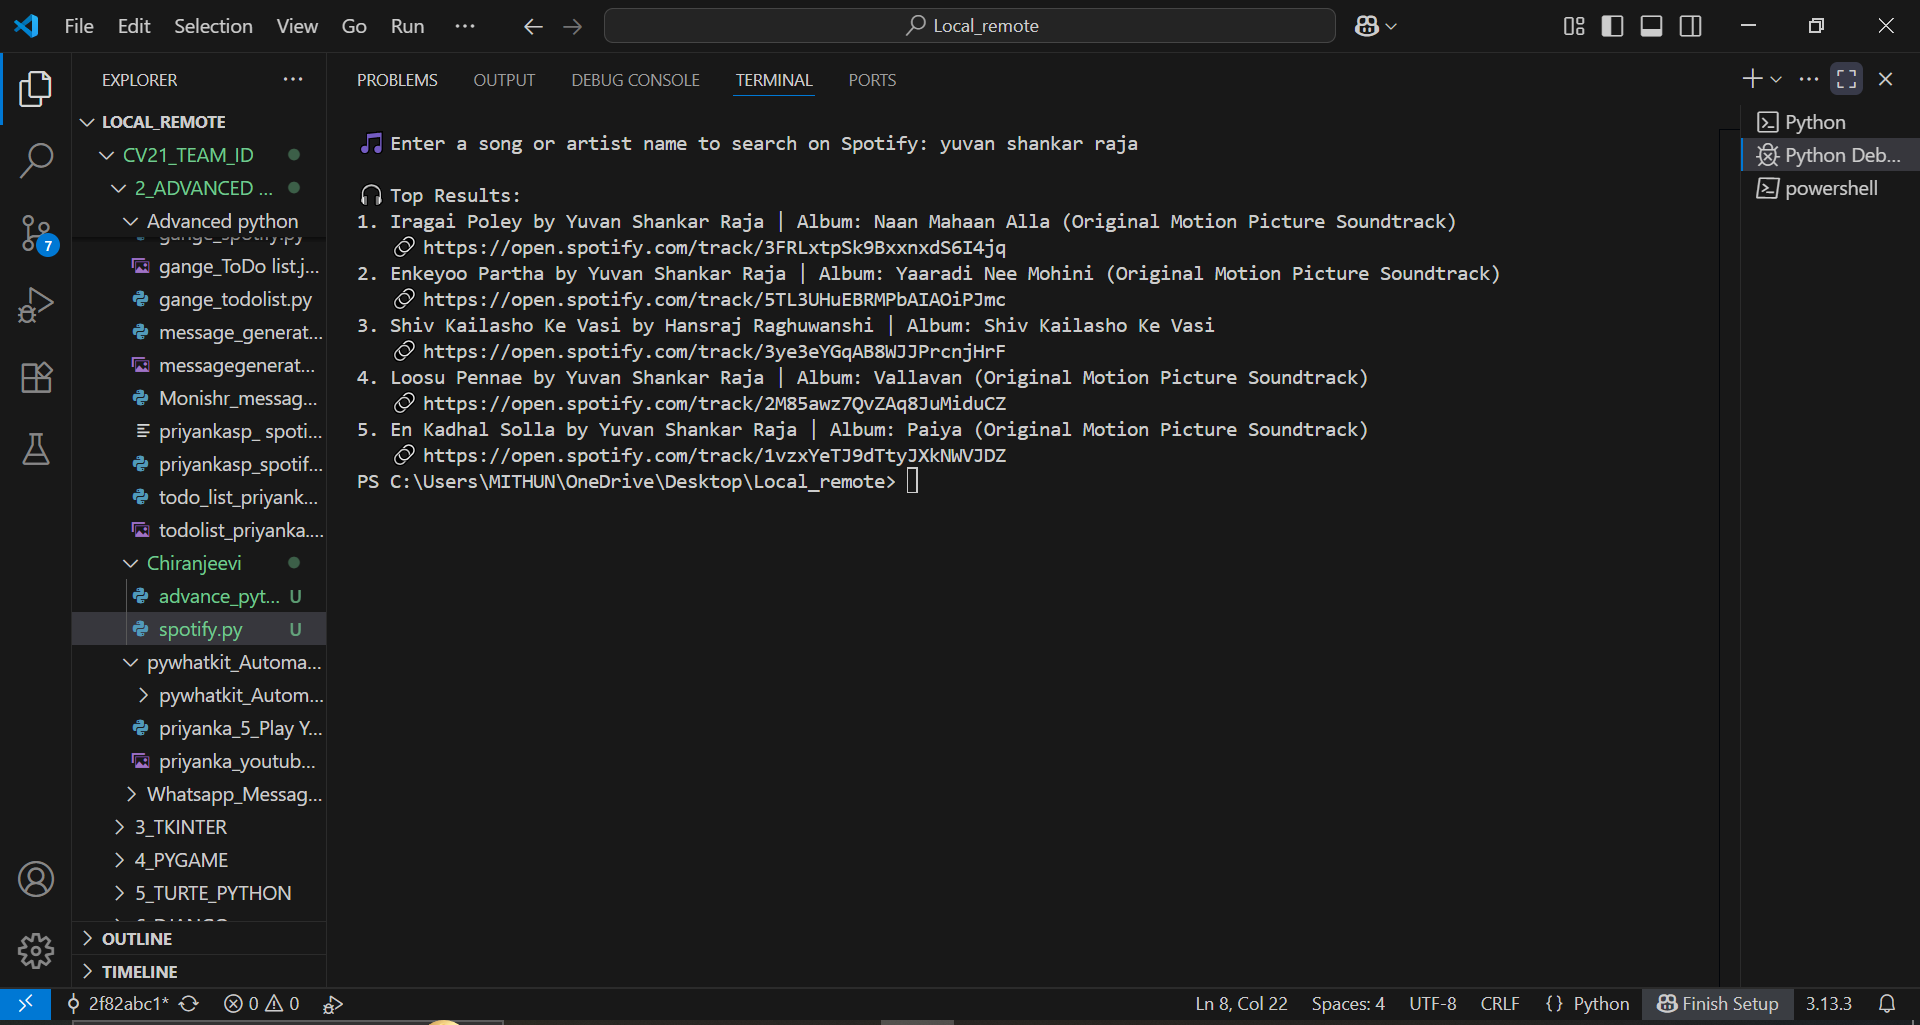 File Edit Selection View Go Run ···
Local_remote
EXPLORER
LOCAL_REMOTE
CV21_TEAM_ID
2_ADVANCED ...
Advanced python
gange_spotify.py
gange_ToDo list.j...
gange_todolist.py
message_generat...
messagegenerat...
Monishr_messag...
priyankasp_ spoti...
priyankasp_spotif...
todo_list_priyank...
todolist_priyanka....
Chiranjeevi
advance_pyt... U
spotify.py U
pywhatkit_Automa...
pywhatkit_Autom...
priyanka_5_Play Y...
priyanka_youtub...
Whatsapp_Messag...
3_TKINTER
4_PYGAME
5_TURTE_PYTHON
OUTLINE
TIMELINE
7
PROBLEMS OUTPUT DEBUG CONSOLE TERMINAL PORTS
🎵 Enter a song or artist name to search on Spotify: yuvan shankar raja
🎧 Top Results:
1. Iragai Poley by Yuvan Shankar Raja | Album: Naan Mahaan Alla (Original Motion Picture Soundtrack)
🔗 https://open.spotify.com/track/3FRLxtpSk9BxxnxdS6I4jq
2. Enkeyoo Partha by Yuvan Shankar Raja | Album: Yaaradi Nee Mohini (Original Motion Picture Soundtrack)
🔗 https://open.spotify.com/track/5TL3UHuEBRMPbAIAOiPJmc
3. Shiv Kailasho Ke Vasi by Hansraj Raghuwanshi | Album: Shiv Kailasho Ke Vasi
🔗 https://open.spotify.com/track/3ye3eYGqAB8WJJPrcnjHrF
4. Loosu Pennae by Yuvan Shankar Raja | Album: Vallavan (Original Motion Picture Soundtrack)
🔗 https://open.spotify.com/track/2M85awz7QvZAq8JuMiduCZ
5. En Kadhal Solla by Yuvan Shankar Raja | Album: Paiya (Original Motion Picture Soundtrack)
🔗 https://open.spotify.com/track/1vzxYeTJ9dTtyJXkNWVJDZ
PS C:\Users\MITHUN\OneDrive\Desktop\Local_remote>
Python
Python Deb...
powershell
2f82abc1* 0 0
Ln 8, Col 22 Spaces: 4 UTF-8 CRLF {} Python Finish Setup 3.13.3